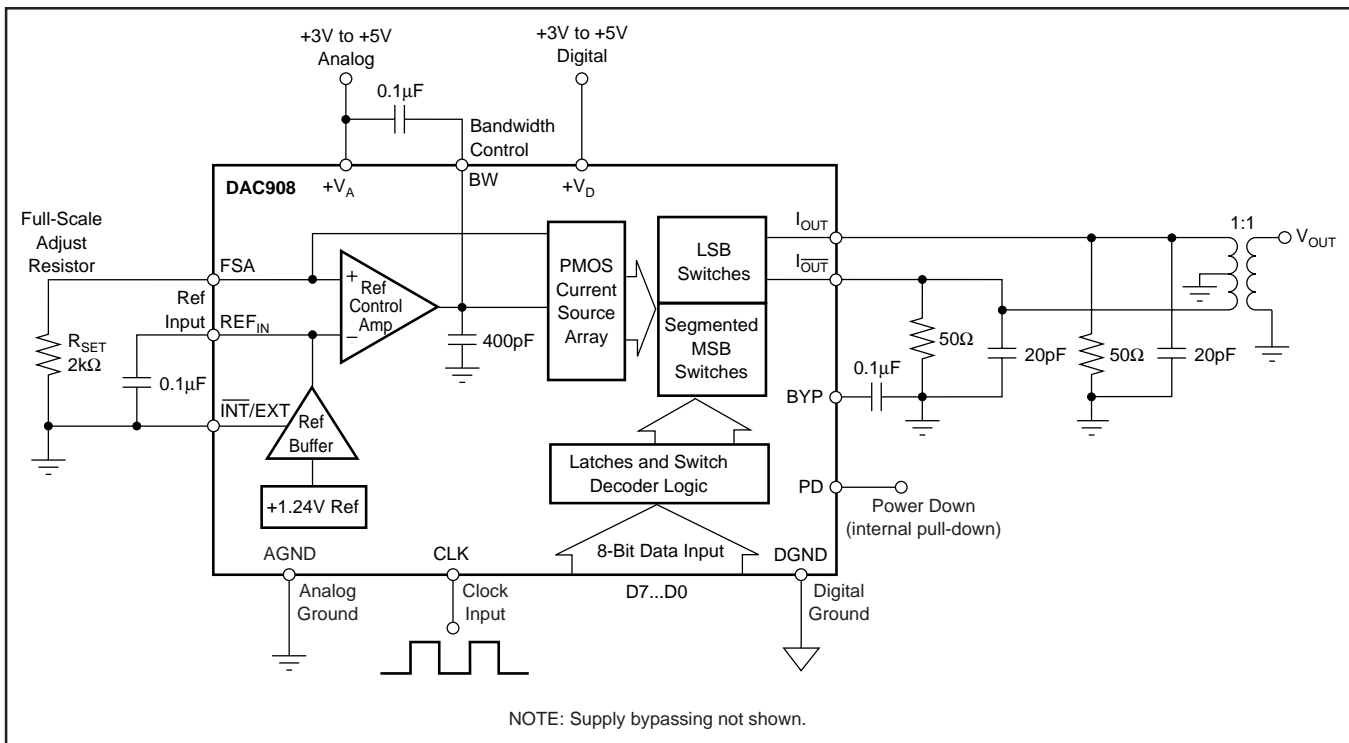 +3V to +5V
Analog
+3V to +5V
Digital
0.1µF
Bandwidth
Control
DAC908
+VA
BW
+VD
Full-Scale
Adjust
Resistor
FSA
Ref
Input
REFIN
RSET
2kΩ
0.1µF
INT/EXT
+
Ref
Control
Amp
–
400pF
PMOS
Current
Source
Array
LSB
Switches
Segmented
MSB
Switches
IOUT
IOUT
1:1
VOUT
50Ω
20pF
50Ω
20pF
0.1µF
BYP
Ref
Buffer
+1.24V Ref
Latches and Switch
Decoder Logic
PD
Power Down
(internal pull-down)
AGND
CLK
8-Bit Data Input
DGND
Analog
Ground
Clock
Input
D7...D0
Digital
Ground
NOTE: Supply bypassing not shown.